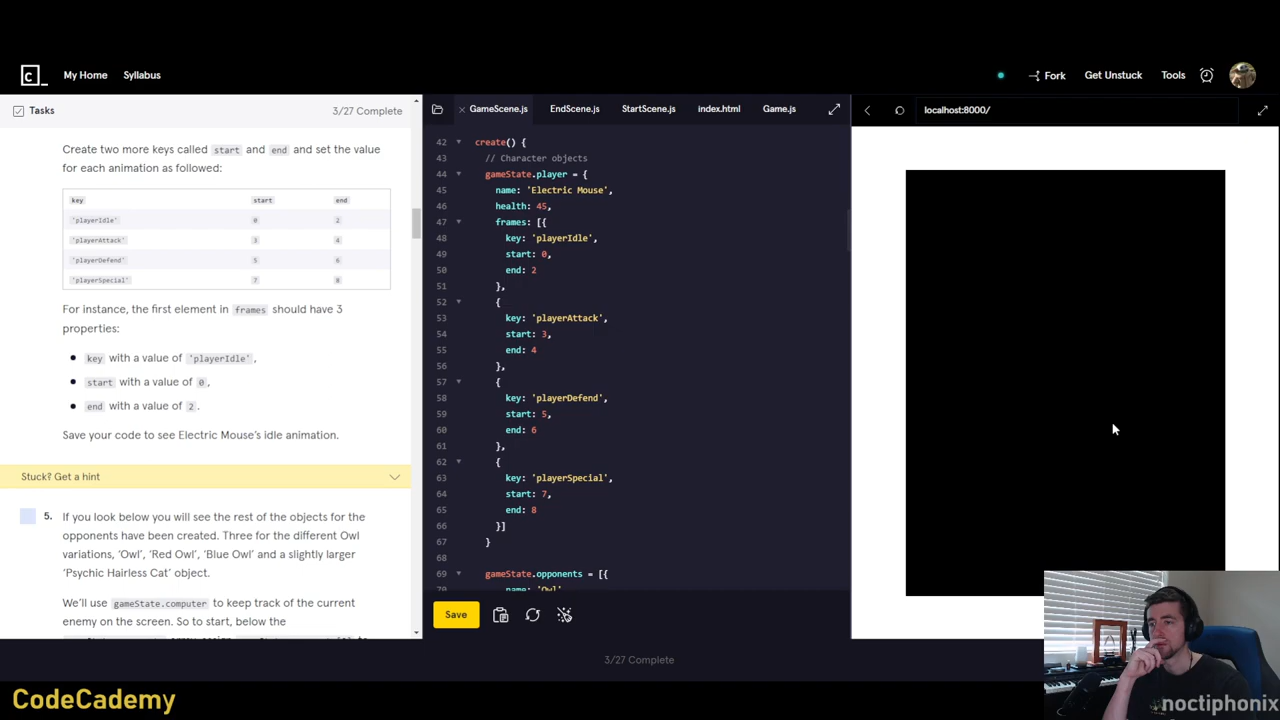 My Home
Syllabus
Fork
Get Unstuck
Tools
Tasks
3/27 Complete
Create two more keys called start and end and set the value
for each animation as followed:
key start end
'playerIdle' 0 2
'playerAttack' 3 4
'playerDefend' 5 6
'playerSpecial' 7 8
For instance, the first element in frames should have 3
properties:
key with a value of 'playerIdle',
start with a value of 0,
end with a value of 2.
Save your code to see Electric Mouse's idle animation.
Stuck? Get a hint
5. If you look below you will see the rest of the objects for the
opponents have been created. Three for the different Owl
variations, 'Owl', 'Red Owl', 'Blue Owl' and a slightly larger
'Psychic Hairless Cat' object.
We'll use gameState.computer to keep track of the current
enemy on the screen. So to start, below the
GameScene.js
EndScene.js
StartScene.js
index.html
Game.js
42 create() {
43 // Character objects
44 gameState.player = {
45 name: 'Electric Mouse',
46 health: 45,
47 frames: [{
48 key: 'playerIdle',
49 start: 0,
50 end: 2
51 },
52 {
53 key: 'playerAttack',
54 start: 3,
55 end: 4
56 },
57 {
58 key: 'playerDefend',
59 start: 5,
60 end: 6
61 },
62 {
63 key: 'playerSpecial',
64 start: 7,
65 end: 8
66 }]
67 }
68
69 gameState.opponents = [{
70 name: 'Owl'
Save
localhost:8000/
3/27 Complete
CodeCademy
noctiphonix